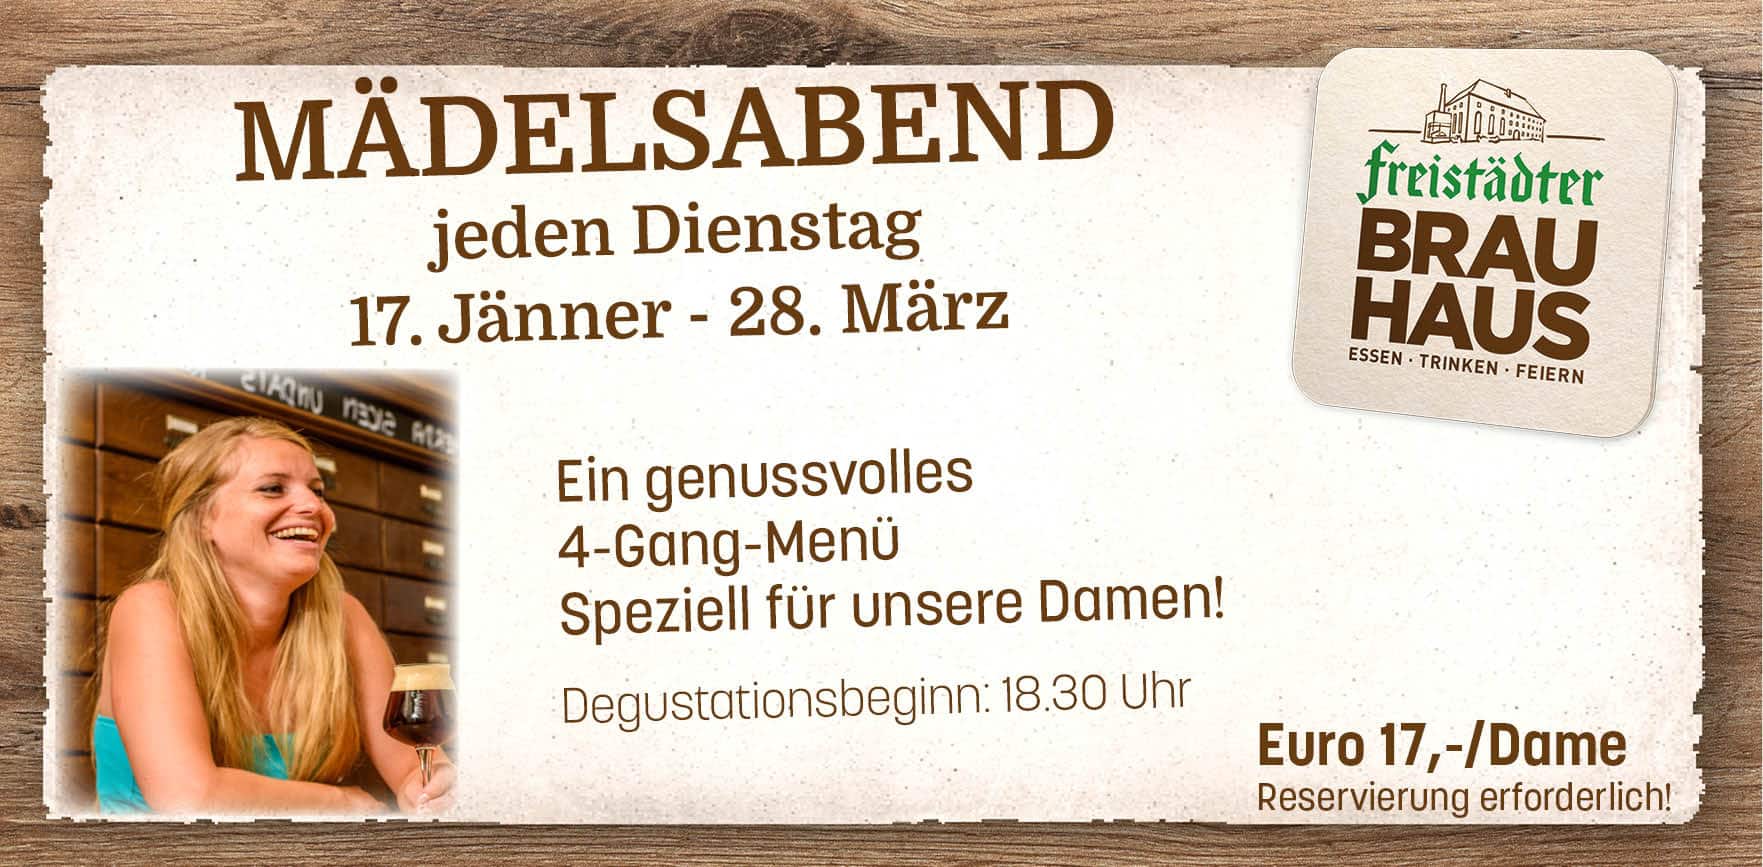 MÄDELSABEND
jeden Dienstag
17. Jänner - 28. März
freistädter
BRAU
HAUS
ESSEN · TRINKEN · FEIERN
Ein genussvolles
4-Gang-Menü
Speziell für unsere Damen!
Degustationsbeginn: 18.30 Uhr
Euro 17,-/Dame
Reservierung erforderlich!